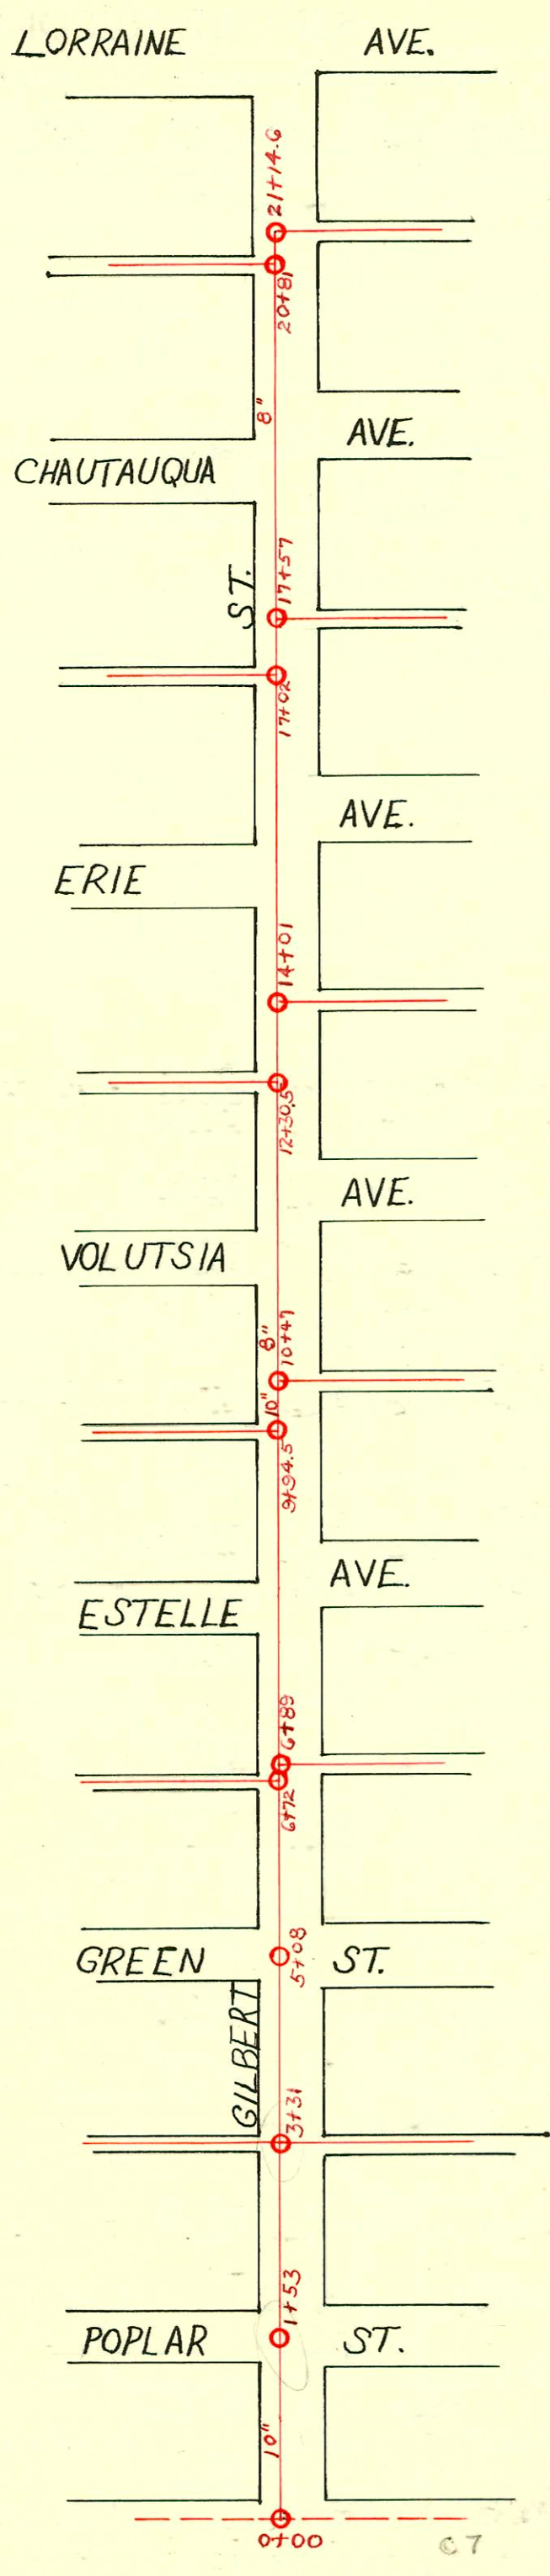 LORRAINE AVE.
21+14.6
20+81
8"
AVE.
CHAUTAUQUA
17+57
ST.
17+02
AVE.
ERIE
14+01
12+30.5
AVE.
VOLUTSIA
8"
10+47
10"
9+94.5
AVE.
ESTELLE
6+89
6+72
5+08
GREEN ST.
GILBERT
3+31
1+53
POPLAR ST.
10"
0+00
C7